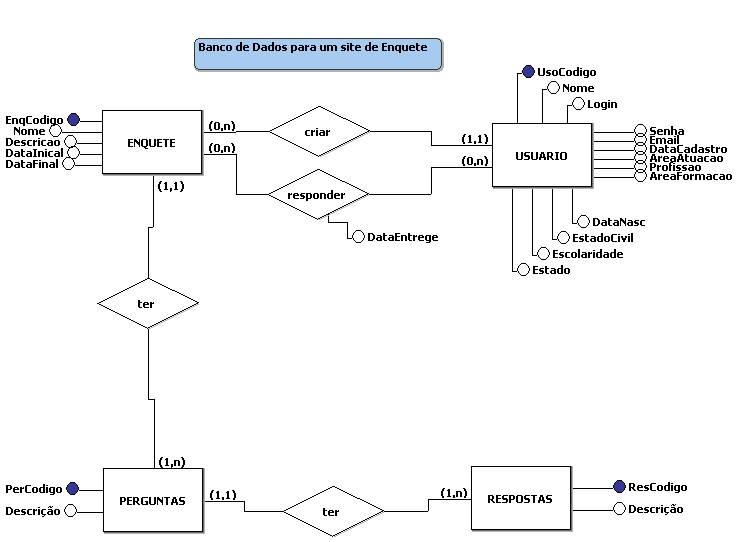 Banco de Dados para um site de Enquete
UsoCodigo
Nome
Login
EnqCodigo
Nome
Descricao
DataInical
DataFinal
ENQUETE
(0,n)
(0,n)
(1,1)
criar
responder
DataEntrege
(1,1)
(0,n)
USUARIO
Senha
Email
DataCadastro
AreaAtuacao
Profissao
AreaFormacao
DataNasc
EstadoCivil
Escolaridade
Estado
ter
(1,n)
PerCodigo
Descrição
PERGUNTAS
(1,1)
ter
(1,n)
RESPOSTAS
ResCodigo
Descrição